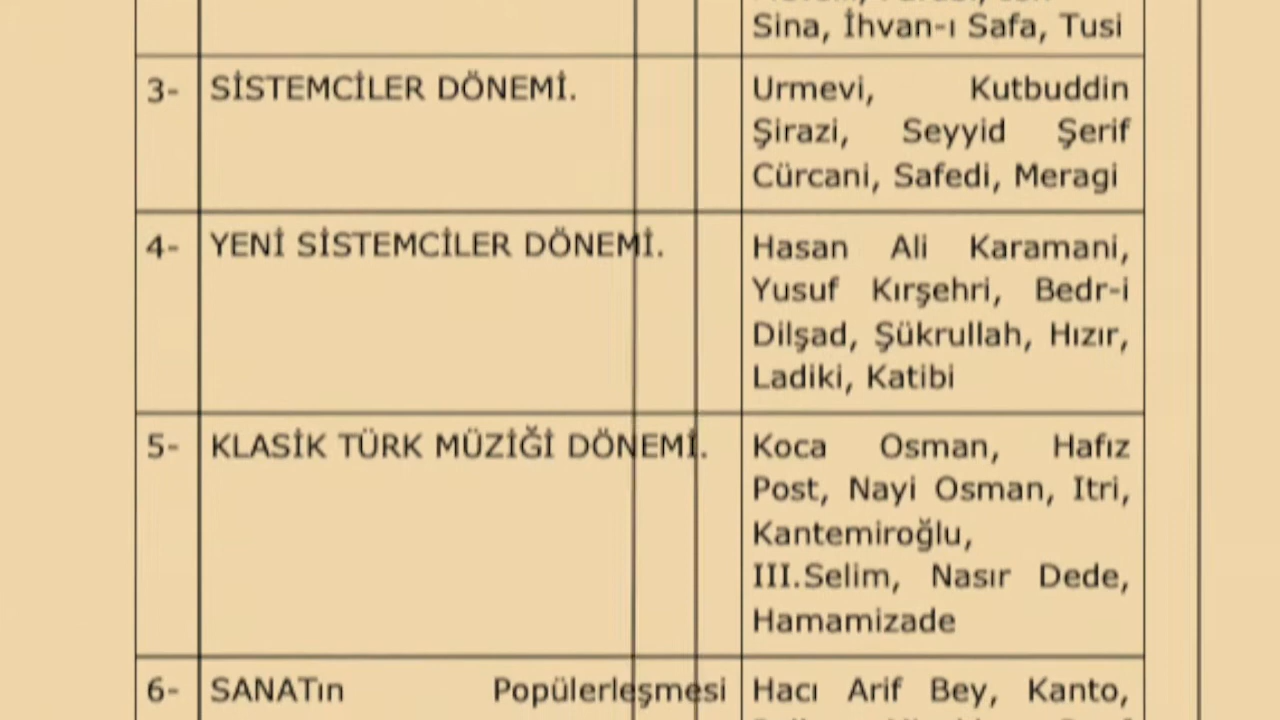 Sina, İhvan-ı Safa, Tusi
3- SİSTEMCİLER DÖNEMİ.
Urmevi, Kutbuddin
Şirazi, Seyyid Şerif
Cürcani, Safedi, Meragi
4- YENİ SİSTEMCİLER DÖNEMİ.
Hasan Ali Karamani,
Yusuf Kırşehri, Bedr-i
Dilşad, Şükrullah, Hızır,
Ladiki, Katibi
5- KLASİK TÜRK MÜZİĞİ DÖNEMİ.
Koca Osman, Hafız
Post, Nayi Osman, Itri,
Kantemiroğlu,
III.Selim, Nasır Dede,
Hamamizade
6- SANATın Popülerleşmesi
Hacı Arif Bey, Kanto,